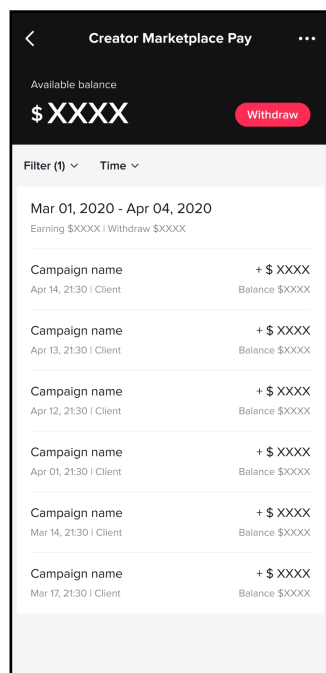 Creator Marketplace Pay
Available balance
$ XXXX
Withdraw
Filter (1)
Time
Mar 01, 2020 - Apr 04, 2020
Earning $XXXX | Withdraw $XXXX
Campaign name + $ XXXX
Apr 14, 21:30 | Client Balance $XXXX
Campaign name + $ XXXX
Apr 13, 21:30 | Client Balance $XXXX
Campaign name + $ XXXX
Apr 12, 21:30 | Client Balance $XXXX
Campaign name + $ XXXX
Apr 01, 21:30 | Client Balance $XXXX
Campaign name + $ XXXX
Mar 14, 21:30 | Client Balance $XXXX
Campaign name + $ XXXX
Mar 17, 21:30 | Client Balance $XXXX